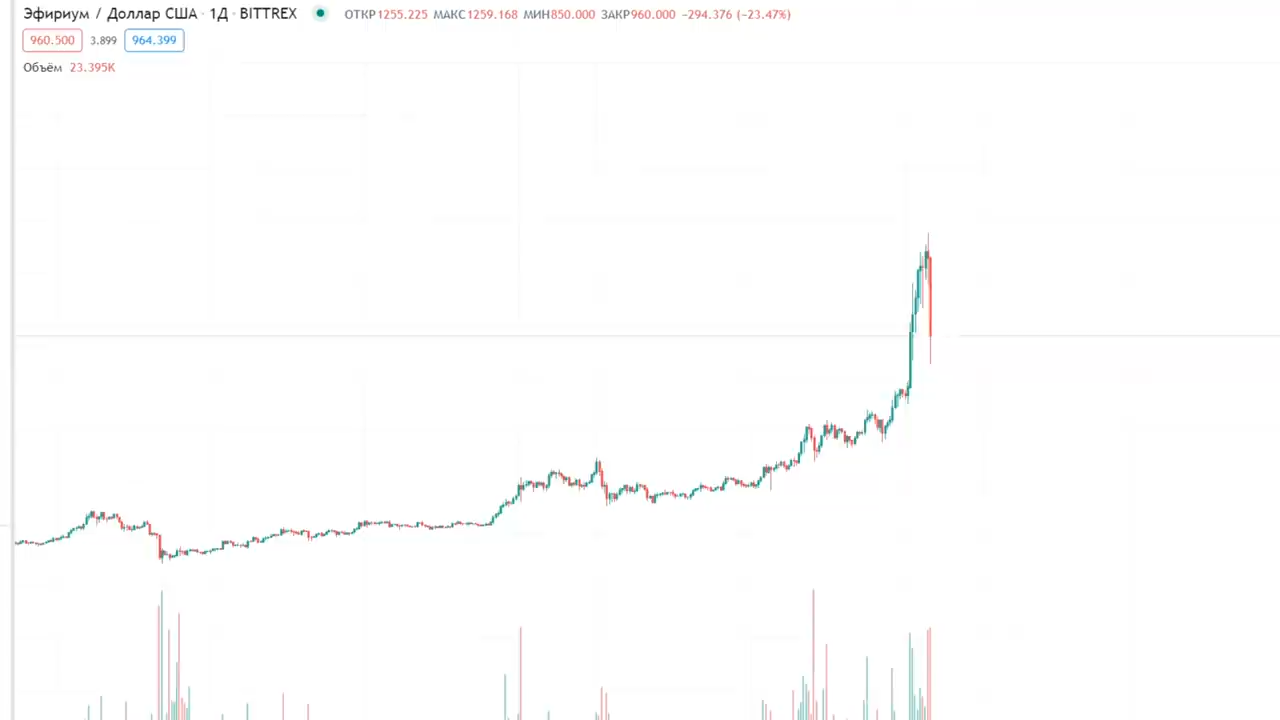 Эфириум / Доллар США · 1Д · BITTREX ОТКР1255.225 МАКС1259.168 МИН850.000 ЗАКР960.000 −294.376 (−23.47%)
960.500 3.899 964.399
Объём 23.395K